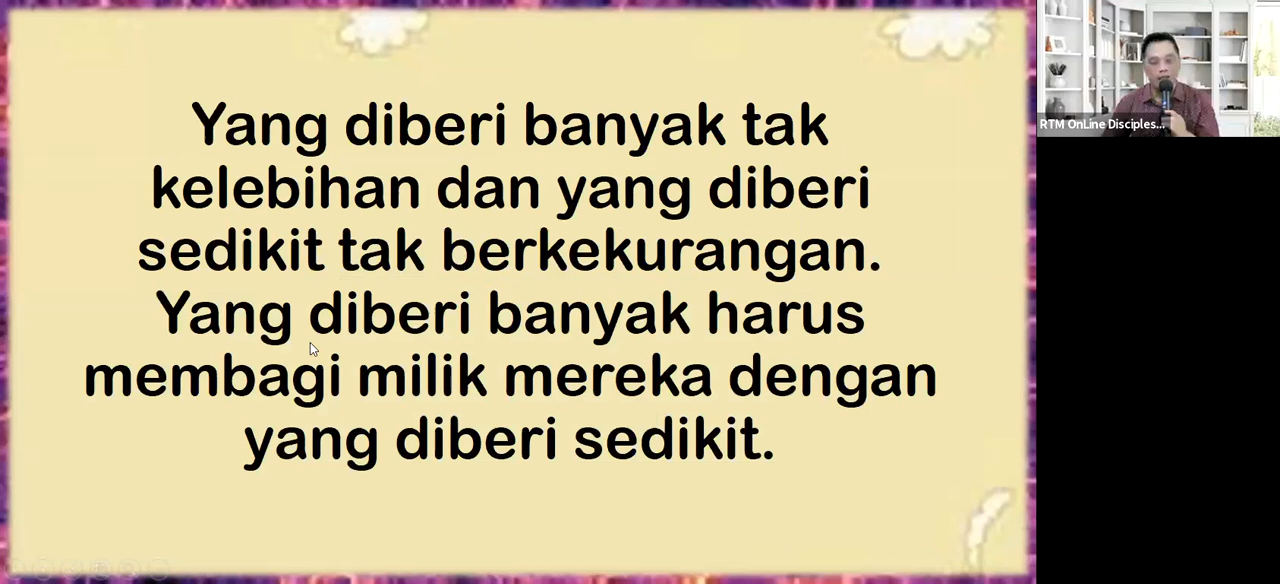 Yang diberi banyak tak
kelebihan dan yang diberi
sedikit tak berkekurangan.
Yang diberi banyak harus
membagi milik mereka dengan
yang diberi sedikit.
RTM OnLine Disciples...